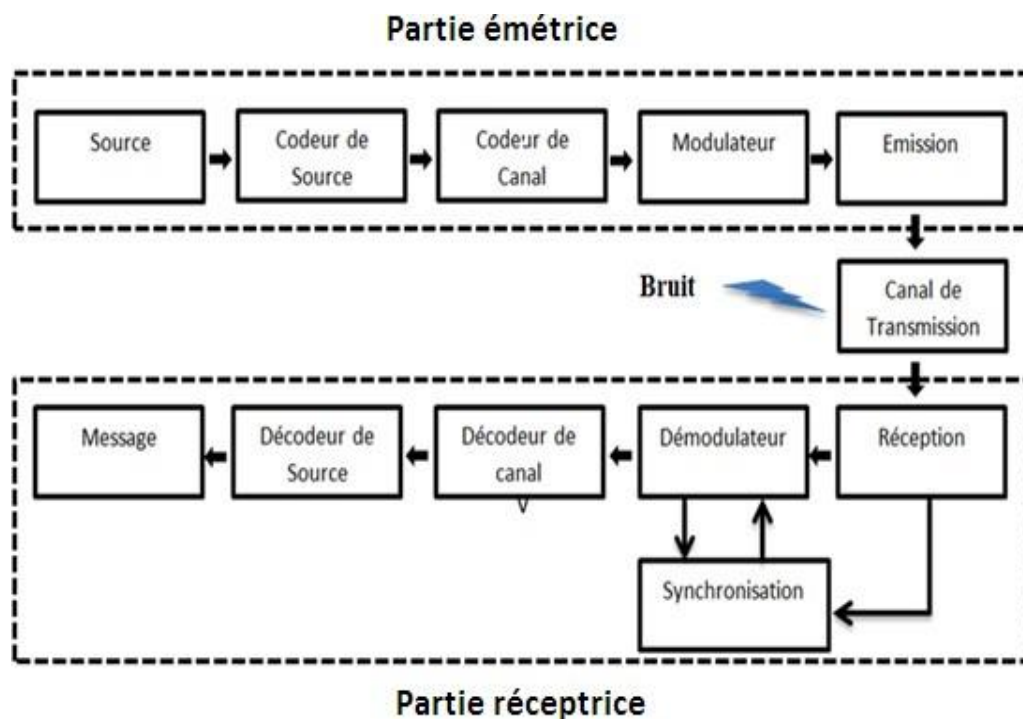 Partie émétrice
Source
Codeur de
Source
Codeur de
Canal
Modulateur
Emission
Bruit
Canal de
Transmission
Message
Décodeur de
Source
Décodeur de
canal
Démodulateur
Réception
Synchronisation
Partie réceptrice